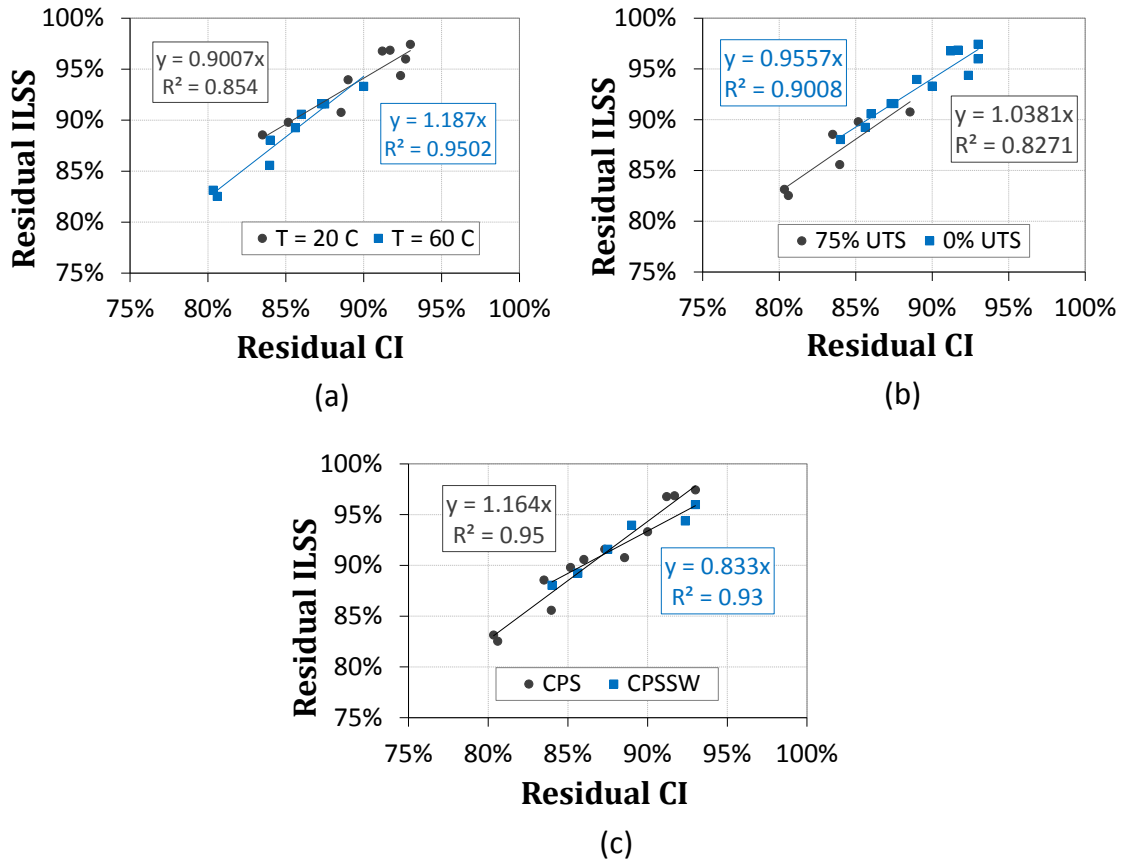 100%
95%
90%
85%
80%
75%
Residual ILSS
y = 0.9007x
R² = 0.854
y = 1.187x
R² = 0.9502
T = 20 C T = 60 C
75% 80% 85% 90% 95% 100%
Residual CI
(a)
100%
95%
90%
85%
80%
75%
Residual ILSS
y = 0.9557x
R² = 0.9008
y = 1.0381x
R² = 0.8271
75% UTS 0% UTS
75% 80% 85% 90% 95% 100%
Residual CI
(b)
100%
95%
90%
85%
80%
75%
Residual ILSS
y = 1.164x
R² = 0.95
y = 0.833x
R² = 0.93
CPS CPSSW
75% 80% 85% 90% 95% 100%
Residual CI
(c)